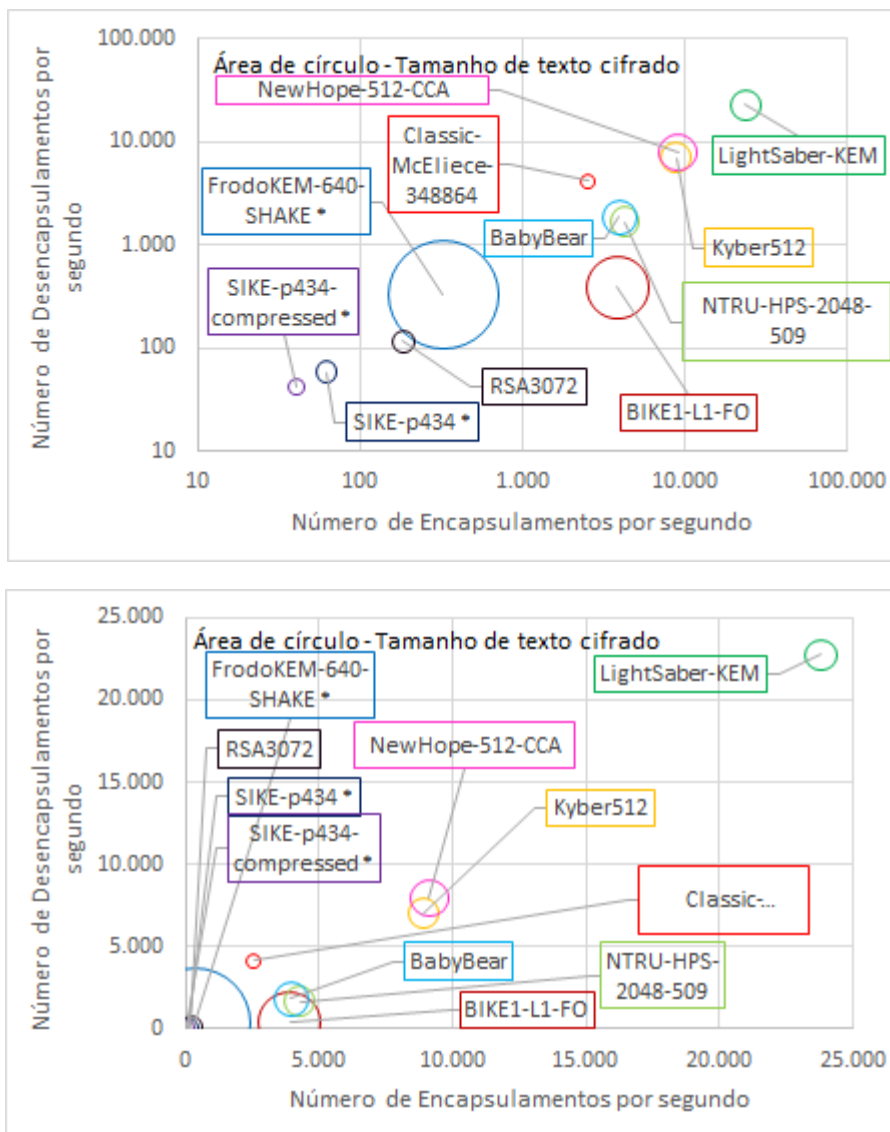 100.000
10.000
1.000
100
10
Número de Desencapsulamentos por
segundo
Área de círculo - Tamanho de texto cifrado
NewHope-512-CCA
Classic-
McEliece-
348864
LightSaber-KEM
FrodoKEM-640-
SHAKE *
BabyBear
Kyber512
SIKE-p434-
compressed *
NTRU-HPS-2048-
509
RSA3072
BIKE1-L1-FO
SIKE-p434 *
10
100
1.000
10.000
100.000
Número de Encapsulamentos por segundo
25.000
20.000
15.000
10.000
5.000
0
Número de Desencapsulamentos por
segundo
Área de círculo - Tamanho de texto cifrado
FrodoKEM-640-
SHAKE *
LightSaber-KEM
RSA3072
NewHope-512-CCA
SIKE-p434 *
Kyber512
SIKE-p434-
compressed *
Classic-...
BabyBear
NTRU-HPS-
2048-509
BIKE1-L1-FO
0
5.000
10.000
15.000
20.000
25.000
Número de Encapsulamentos por segundo